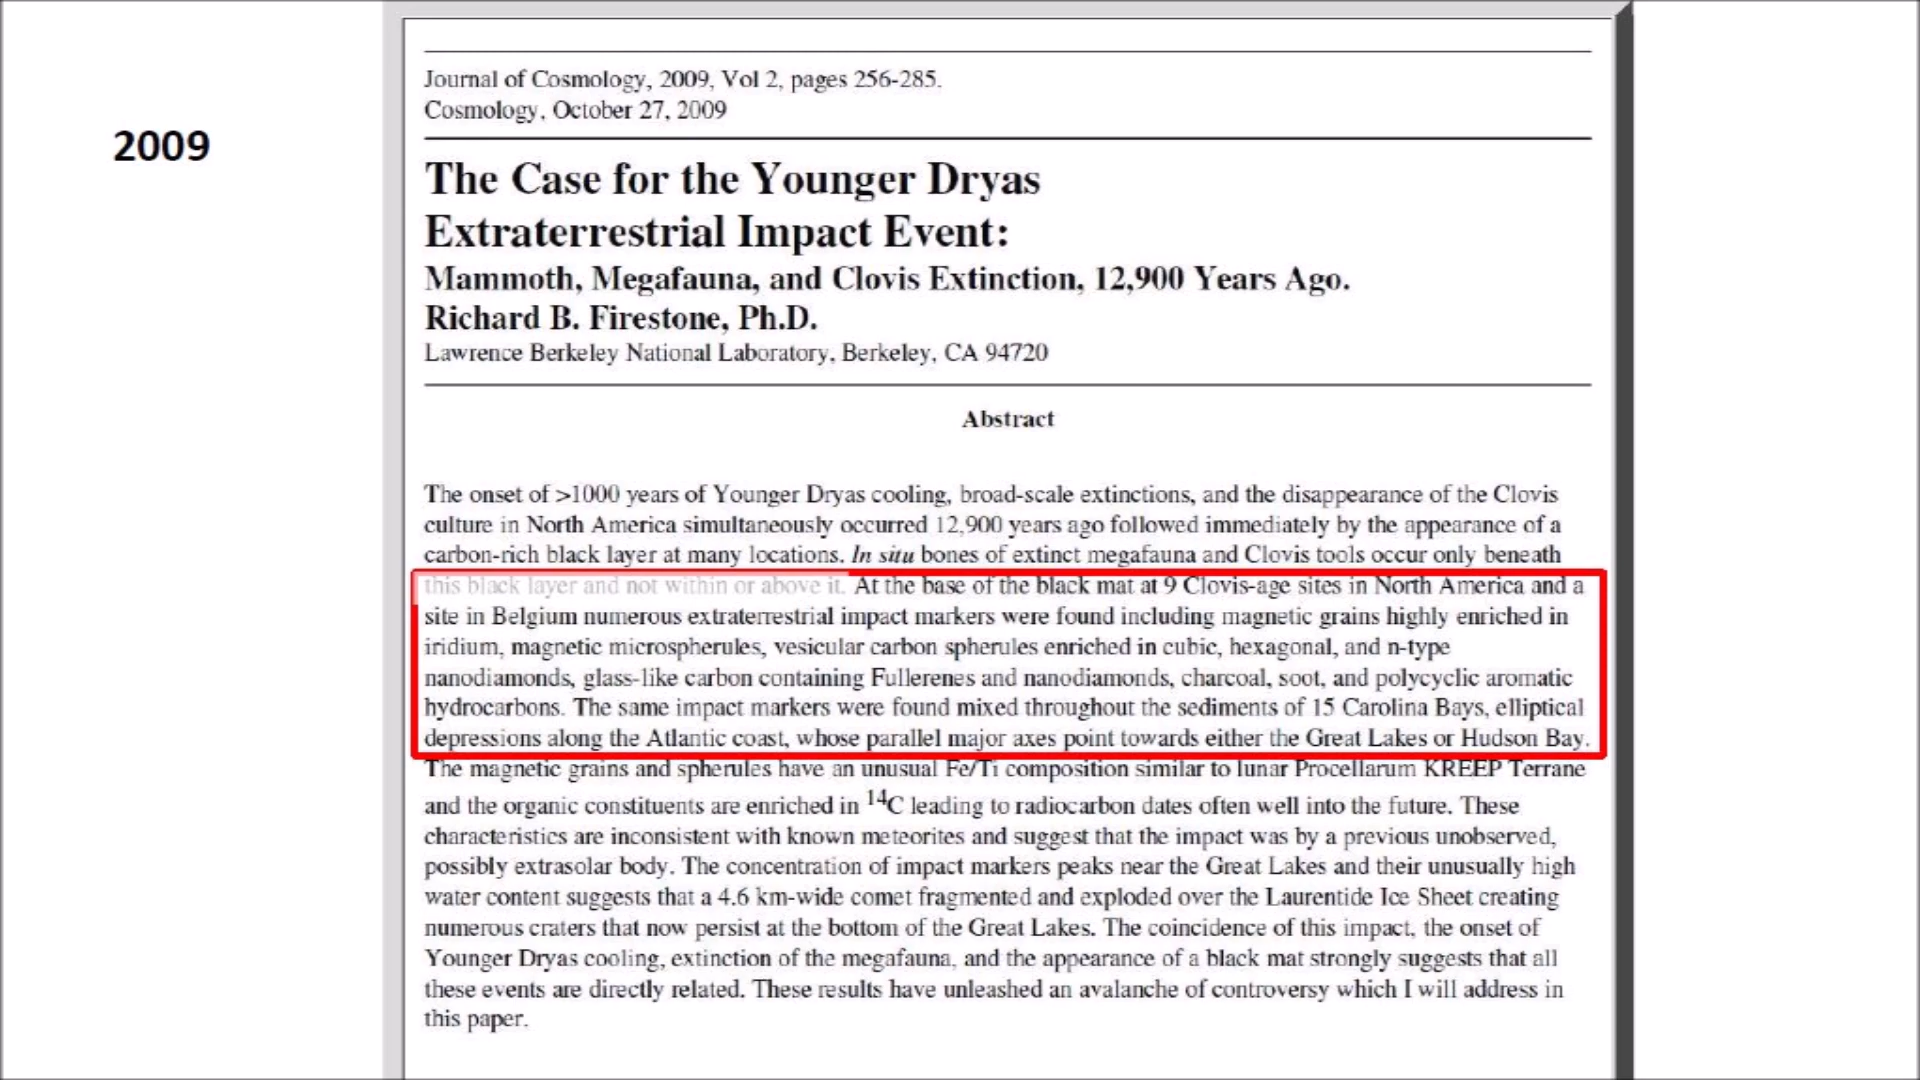 2009
Journal of Cosmology, 2009, Vol 2, pages 256-285.
Cosmology, October 27, 2009
The Case for the Younger Dryas
Extraterrestrial Impact Event:
Mammoth, Megafauna, and Clovis Extinction, 12,900 Years Ago.
Richard B. Firestone, Ph.D.
Lawrence Berkeley National Laboratory, Berkeley, CA 94720
Abstract
The onset of >1000 years of Younger Dryas cooling, broad-scale extinctions, and the disappearance of the Clovis
culture in North America simultaneously occurred 12,900 years ago followed immediately by the appearance of a
carbon-rich black layer at many locations. In situ bones of extinct megafauna and Clovis tools occur only beneath
this black layer and not within or above it. At the base of the black mat at 9 Clovis-age sites in North America and a
site in Belgium numerous extraterrestrial impact markers were found including magnetic grains highly enriched in
iridium, magnetic microspherules, vesicular carbon spherules enriched in cubic, hexagonal, and n-type
nanodiamonds, glass-like carbon containing Fullerenes and nanodiamonds, charcoal, soot, and polycyclic aromatic
hydrocarbons. The same impact markers were found mixed throughout the sediments of 15 Carolina Bays, elliptical
depressions along the Atlantic coast, whose parallel major axes point towards either the Great Lakes or Hudson Bay.
The magnetic grains and spherules have an unusual Fe/Ti composition similar to lunar Procellarum KREEP Terrane
and the organic constituents are enriched in ¹⁴C leading to radiocarbon dates often well into the future. These
characteristics are inconsistent with known meteorites and suggest that the impact was by a previous unobserved,
possibly extrasolar body. The concentration of impact markers peaks near the Great Lakes and their unusually high
water content suggests that a 4.6 km-wide comet fragmented and exploded over the Laurentide Ice Sheet creating
numerous craters that now persist at the bottom of the Great Lakes. The coincidence of this impact, the onset of
Younger Dryas cooling, extinction of the megafauna, and the appearance of a black mat strongly suggests that all
these events are directly related. These results have unleashed an avalanche of controversy which I will address in
this paper.